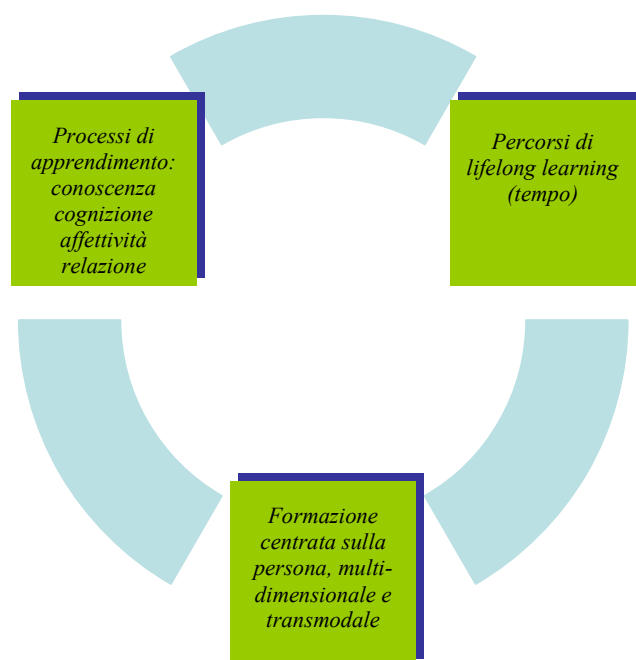 Processi di
apprendimento:
conoscenza
cognizione
affettività
relazione
Percorsi di
lifelong learning
(tempo)
Formazione
centrata sulla
persona, multi-
dimensionale e
transmodale